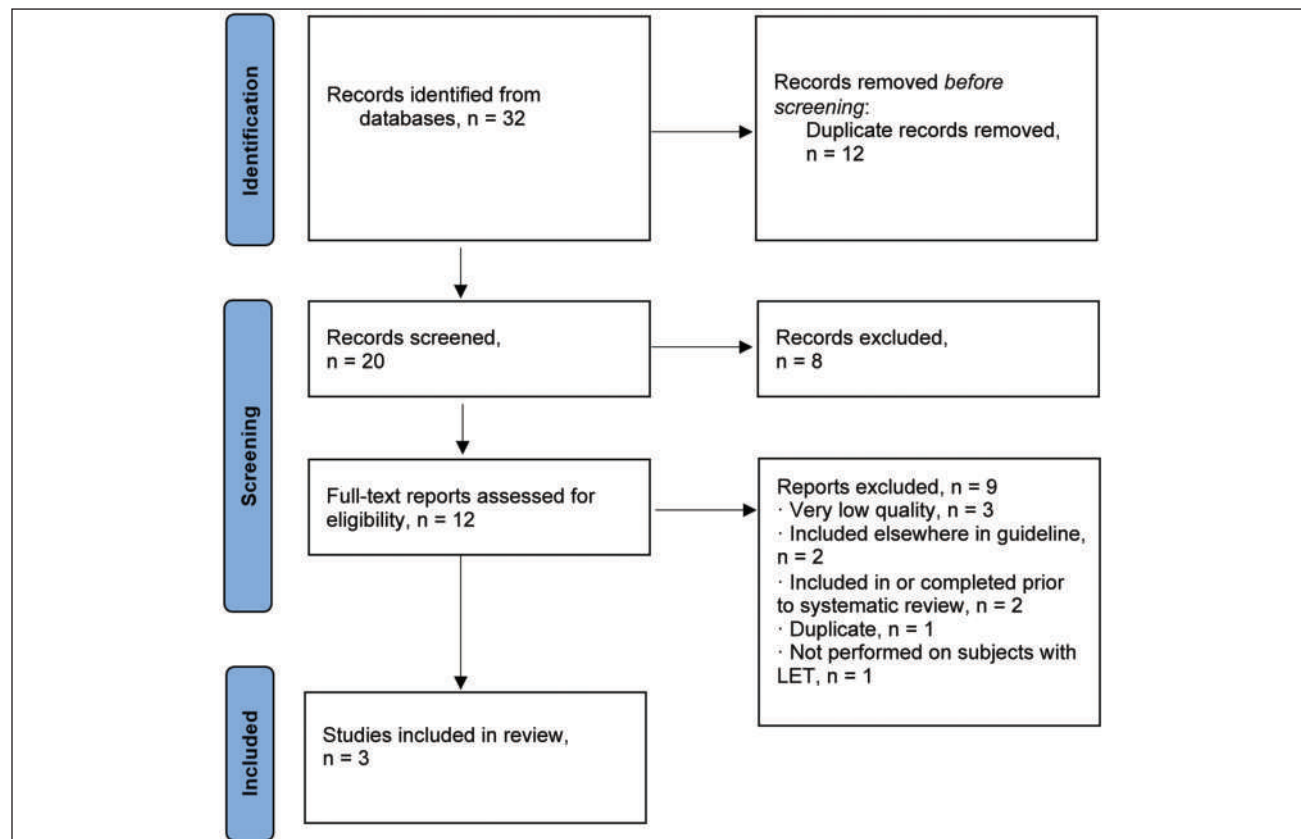 Identification
Records identified from
databases, n = 32
Records removed before
screening:
Duplicate records removed,
n = 12
Screening
Records screened,
n = 20
Records excluded,
n = 8
Full-text reports assessed for
eligibility, n = 12
Reports excluded, n = 9
· Very low quality, n = 3
· Included elsewhere in guideline,
n = 2
· Included in or completed prior
to systematic review, n = 2
· Duplicate, n = 1
· Not performed on subjects with
LET, n = 1
Included
Studies included in review,
n = 3